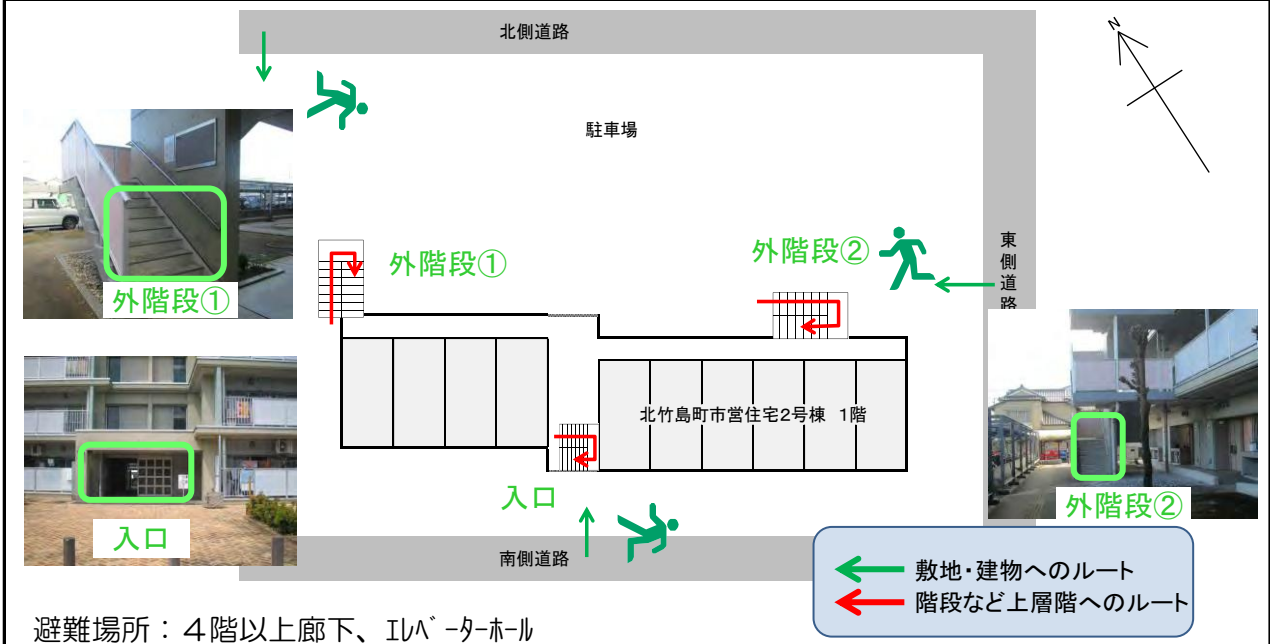 北側道路
N
駐車場
外階段①
外階段②
東側道路
外階段①
北竹島町市営住宅2号棟 1階
入口
入口
外階段②
南側道路
敷地・建物へのルート
階段など上層階へのルート
避難場所：４階以上廊下、ｴﾚﾍﾞｰﾀｰホール